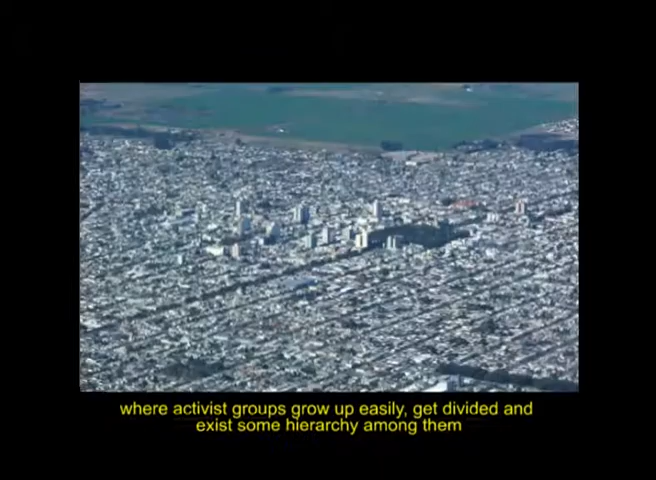 where activist groups grow up easily, get divided and
exist some hierarchy among them